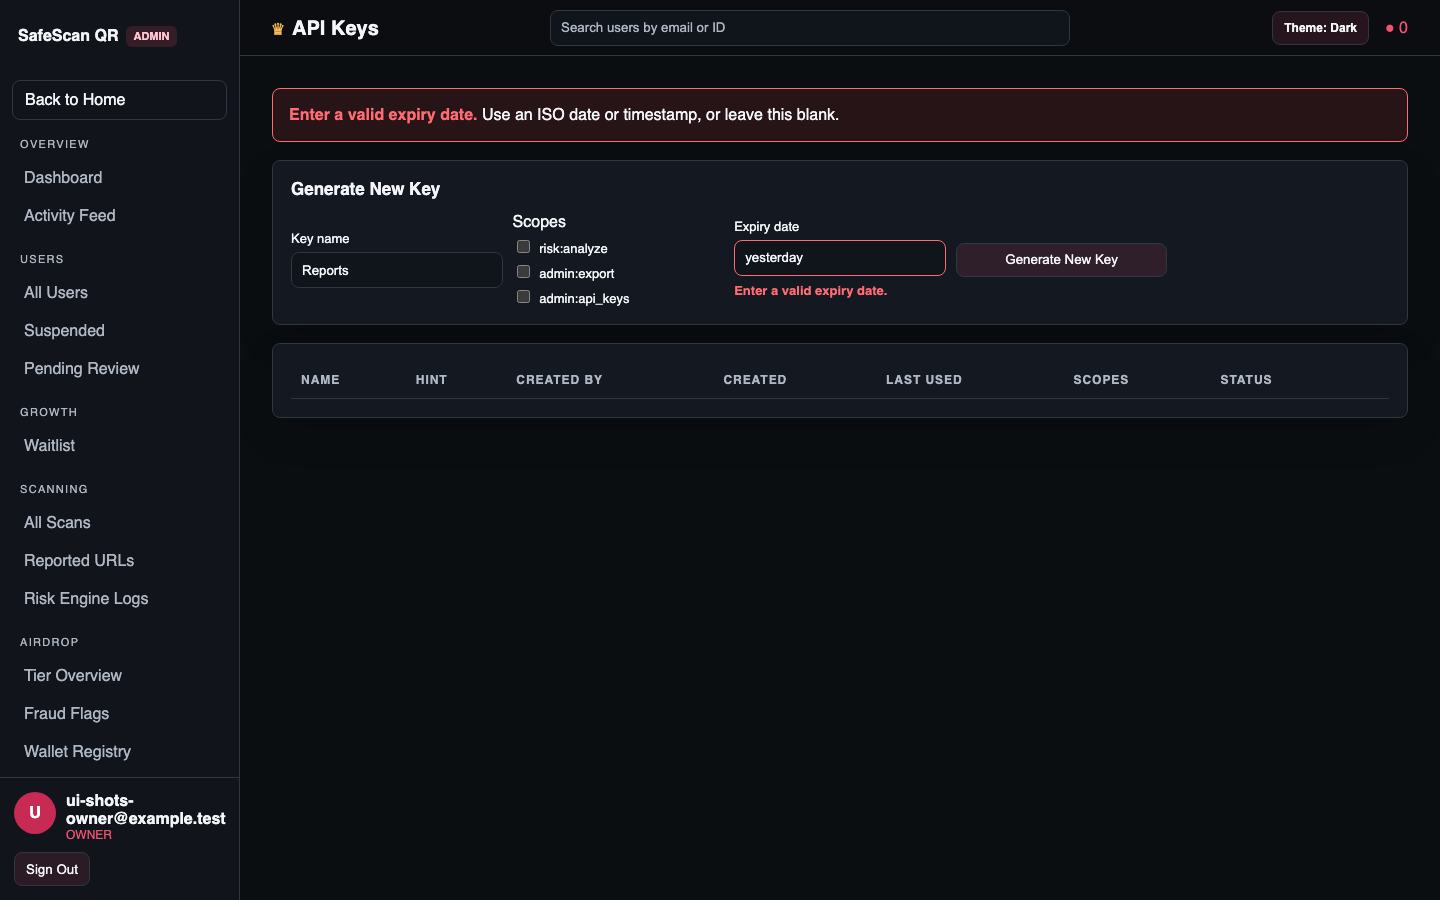 SafeScan QR ADMIN
Back to Home
OVERVIEW
Dashboard
Activity Feed
USERS
All Users
Suspended
Pending Review
GROWTH
Waitlist
SCANNING
All Scans
Reported URLs
Risk Engine Logs
AIRDROP
Tier Overview
Fraud Flags
Wallet Registry
U
ui-shots-
owner@example.test
OWNER
Sign Out
♛ API Keys
Search users by email or ID
Theme: Dark
● 0
Enter a valid expiry date. Use an ISO date or timestamp, or leave this blank.
Generate New Key
Key name
Reports
Scopes
risk:analyze
admin:export
admin:api_keys
Expiry date
yesterday
Enter a valid expiry date.
Generate New Key
NAME HINT CREATED BY CREATED LAST USED SCOPES STATUS